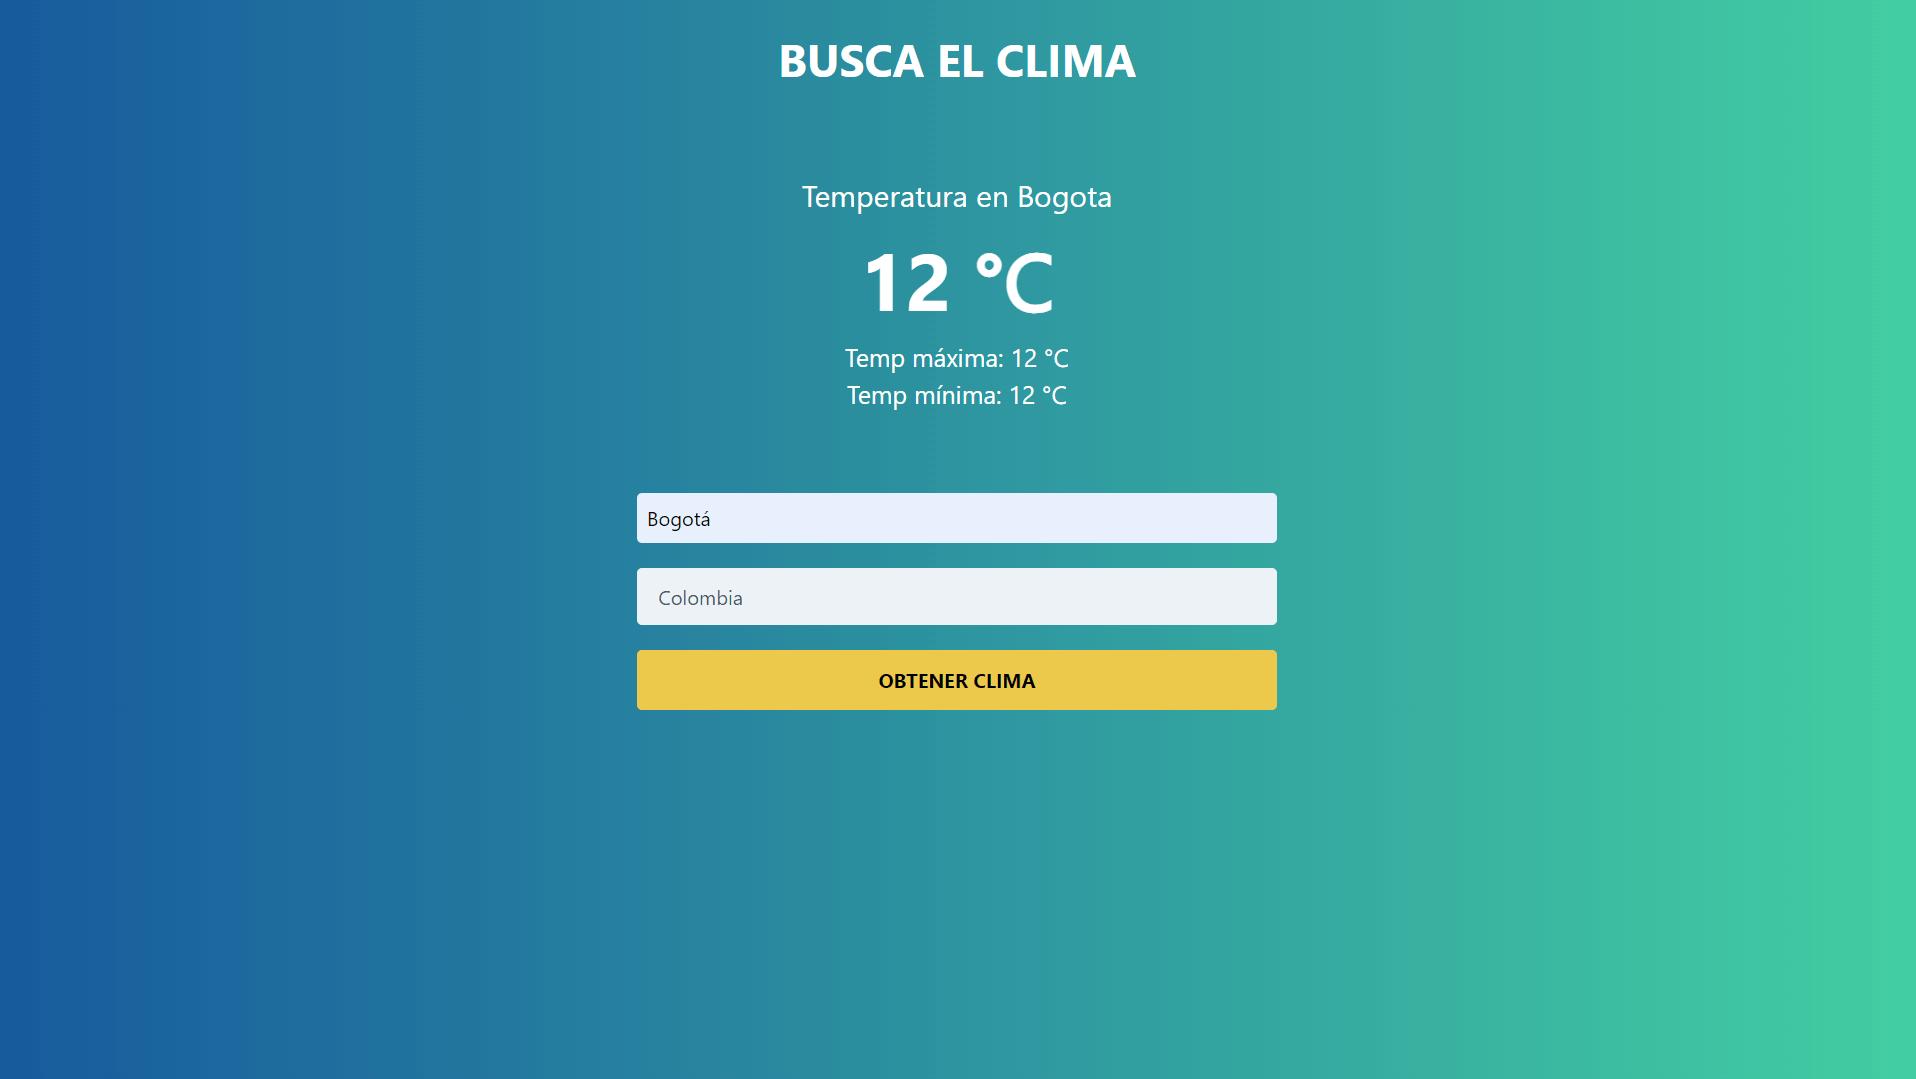 BUSCA EL CLIMA
Temperatura en Bogota
12 °C
Temp máxima: 12 °C
Temp mínima: 12 °C
Bogotá
Colombia
OBTENER CLIMA